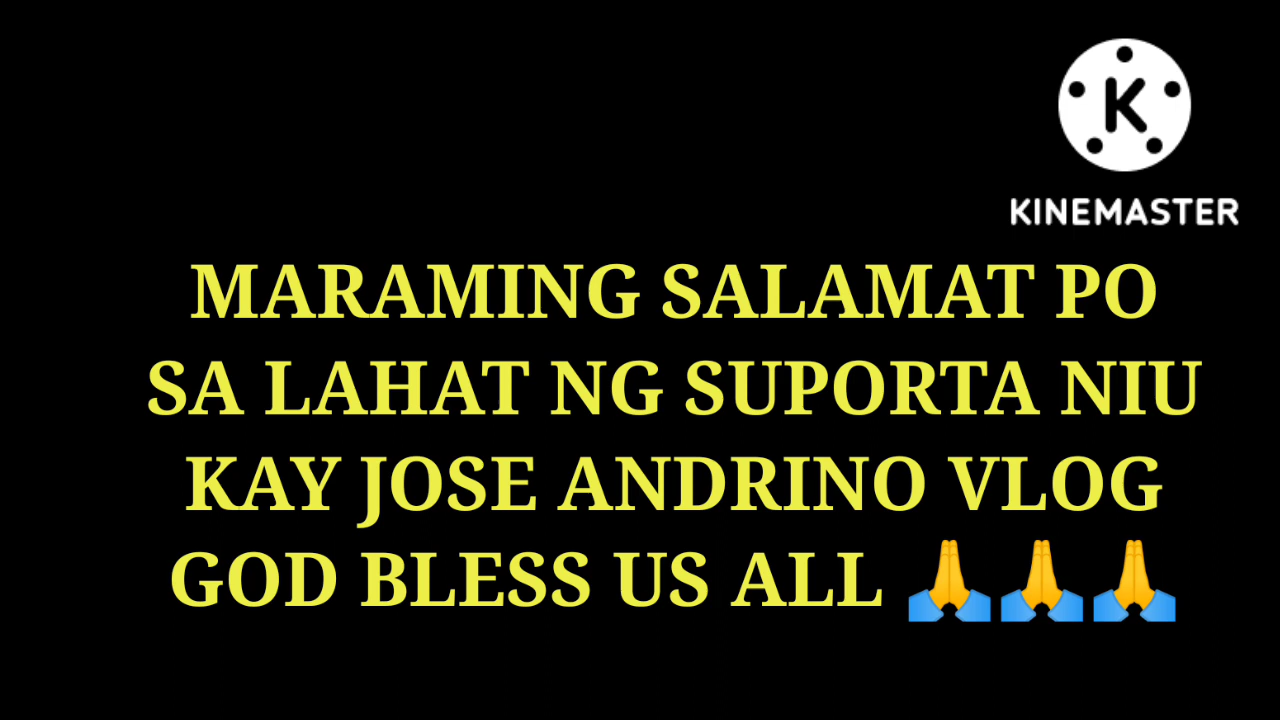 KINEMASTER
MARAMING SALAMAT PO
SA LAHAT NG SUPORTA NIU
KAY JOSE ANDRINO VLOG
GOD BLESS US ALL 🙏🙏🙏